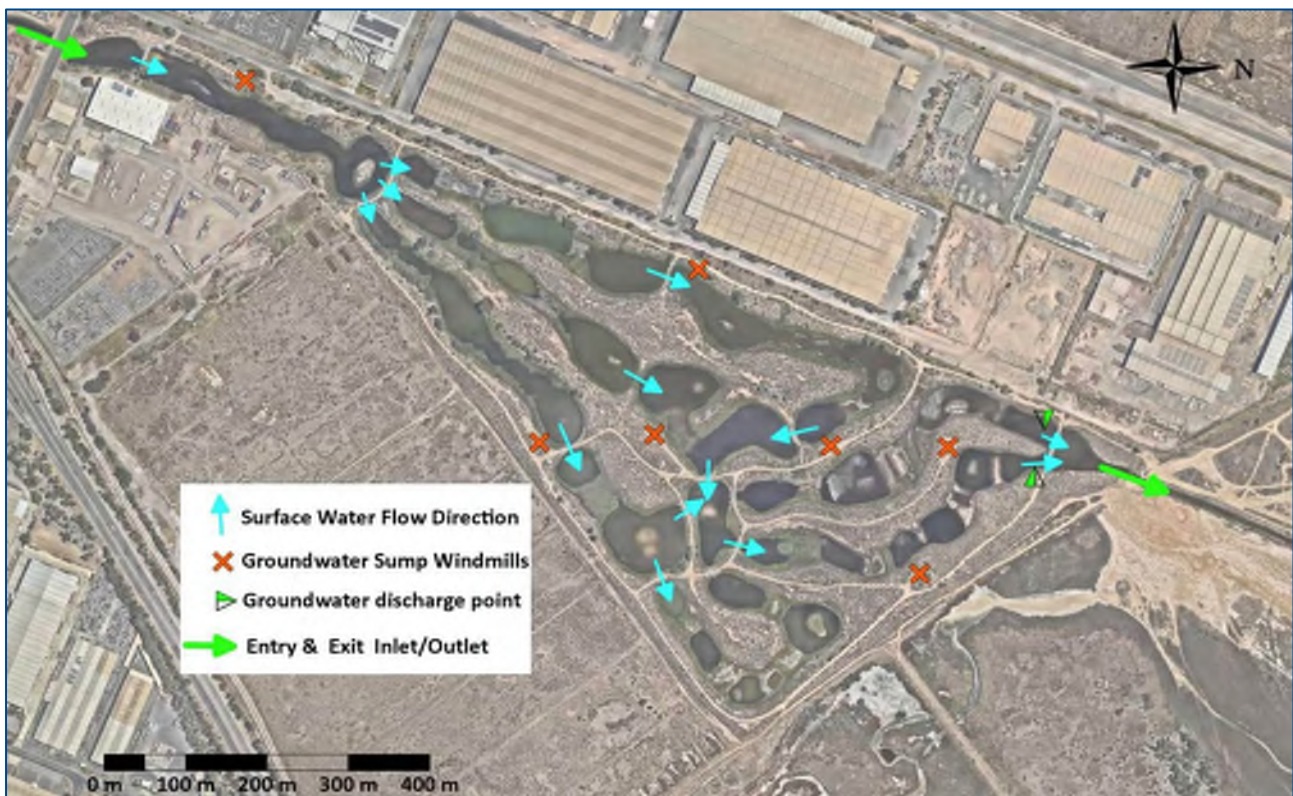 N
Surface Water Flow Direction
Groundwater Sump Windmills
Groundwater discharge point
Entry & Exit Inlet/Outlet
0 m 100 m 200 m 300 m 400 m